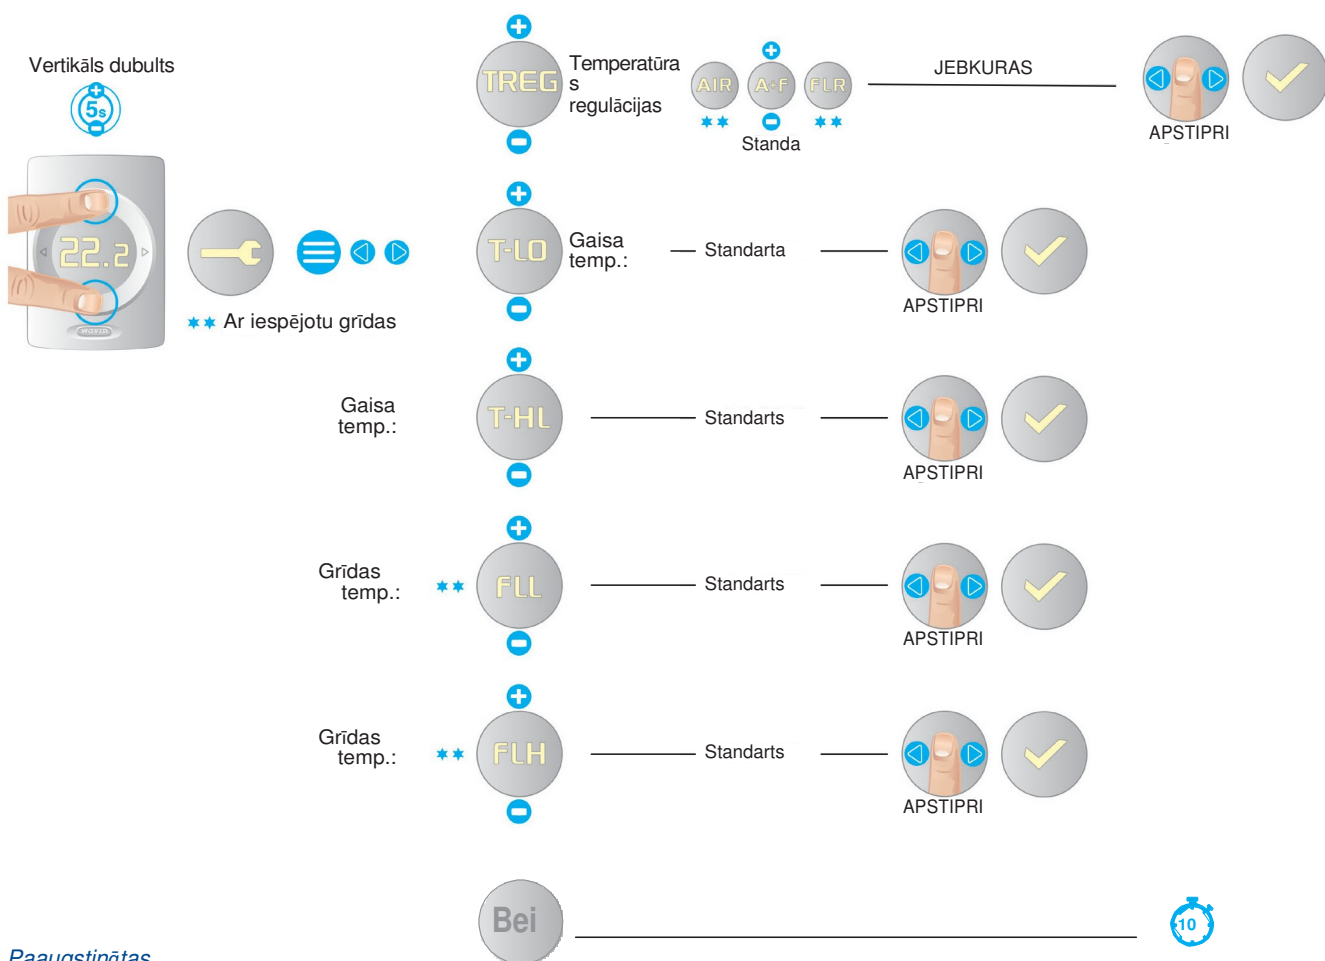 Vertikāls dubults
5s
22.2
★★ Ar iespējotu grīdas
TREG
Temperatūra
s
regulācijas
AIR
A+F
FLR
★★
★★
Standa
JEBKURAS
APSTIPRI
T-LO
Gaisa
temp.:
Standarta
APSTIPRI
Gaisa
temp.:
T-HL
Standarts
APSTIPRI
Grīdas
temp.:
★★
FLL
Standarts
APSTIPRI
Grīdas
temp.:
★★
FLH
Standarts
APSTIPRI
Bei
10
Paaugstinātas